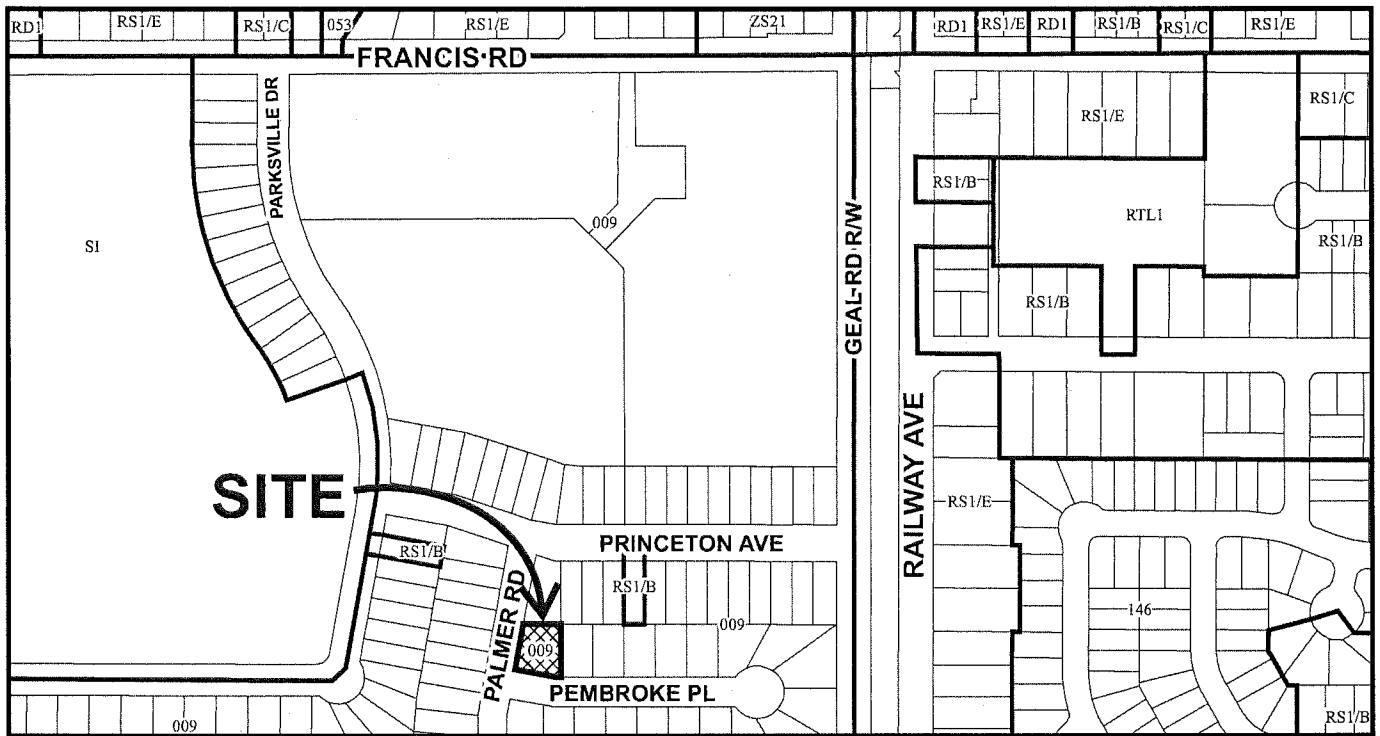 RD1
RS1/E
RS1/C
053
RS1/E
ZS21
RD1
RS1/E
RD1
RS1/B
RS1/C
RS1/E
FRANCIS RD
PARKSVILLE DR
SI
009
GEAL RD R/W
RAILWAY AVE
RS1/E
RS1/C
RS1/B
RTL1
RS1/B
RS1/B
SITE
RS1/B
PRINCETON AVE
RS1/B
PALMER RD
009
009
PEMBROKE PL
009
RS1/E
146
RS1/B